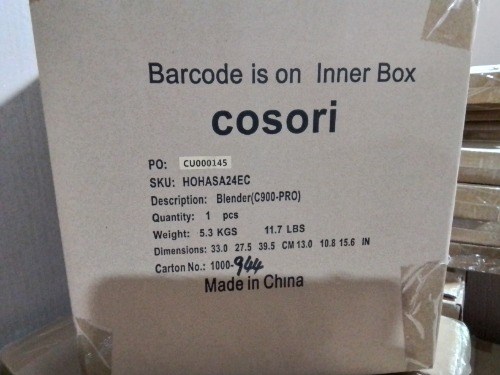 Barcode is on Inner Box
cosori
PO: CU000145
SKU: HOHASA24EC
Description: Blender(C900-PRO)
Quantity: 1 pcs
Weight: 5.3 KGS 11.7 LBS
Dimensions: 33.0 27.5 39.5 CM 13.0 10.8 15.6 IN
Carton No.: 1000-944
Made in China